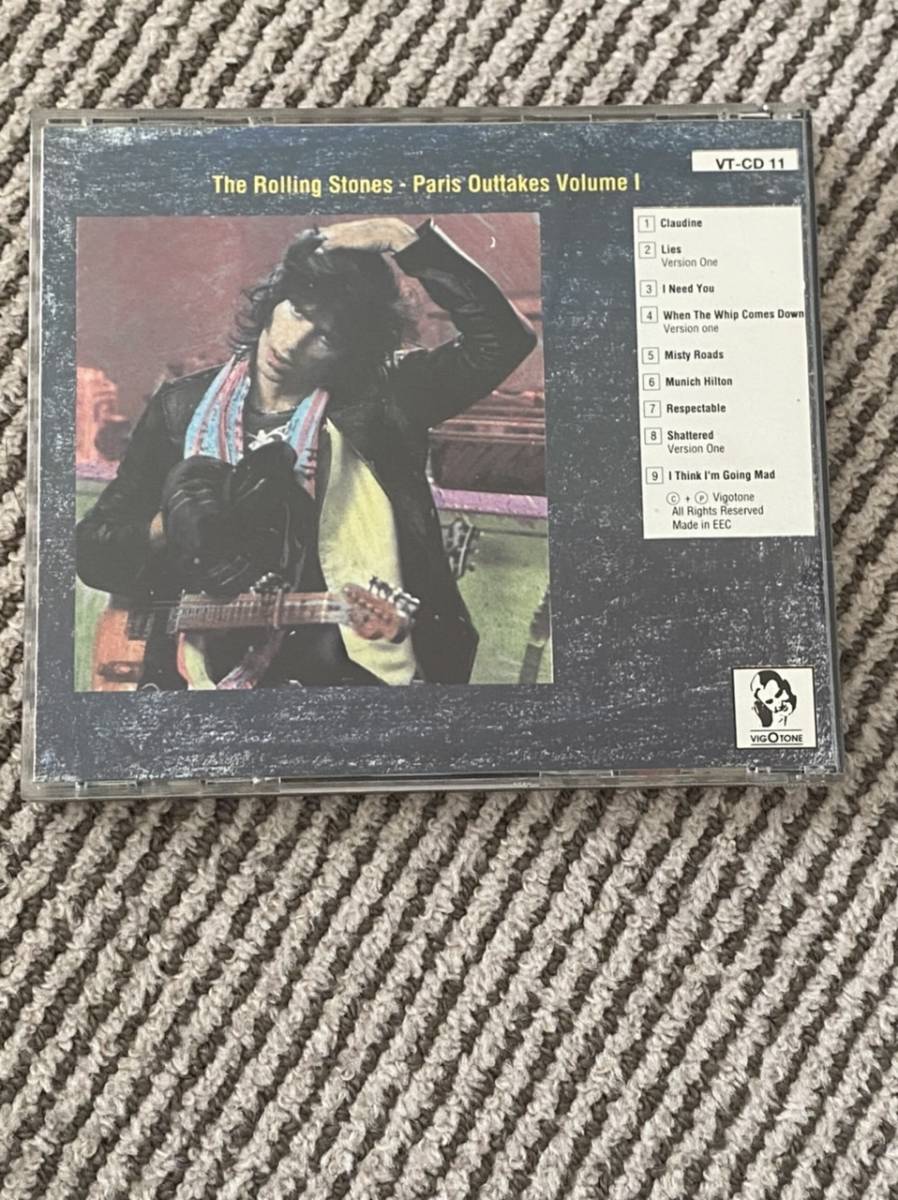 VT-CD 11
The Rolling Stones - Paris Outtakes Volume I
1 Claudine
2 Lies
Version One
3 I Need You
4 When The Whip Comes Down
Version one
5 Misty Roads
6 Munich Hilton
7 Respectable
8 Shattered
Version One
9 I Think I'm Going Mad
© + ℗ Vigotone
All Rights Reserved
Made in EEC
VIGOTONE